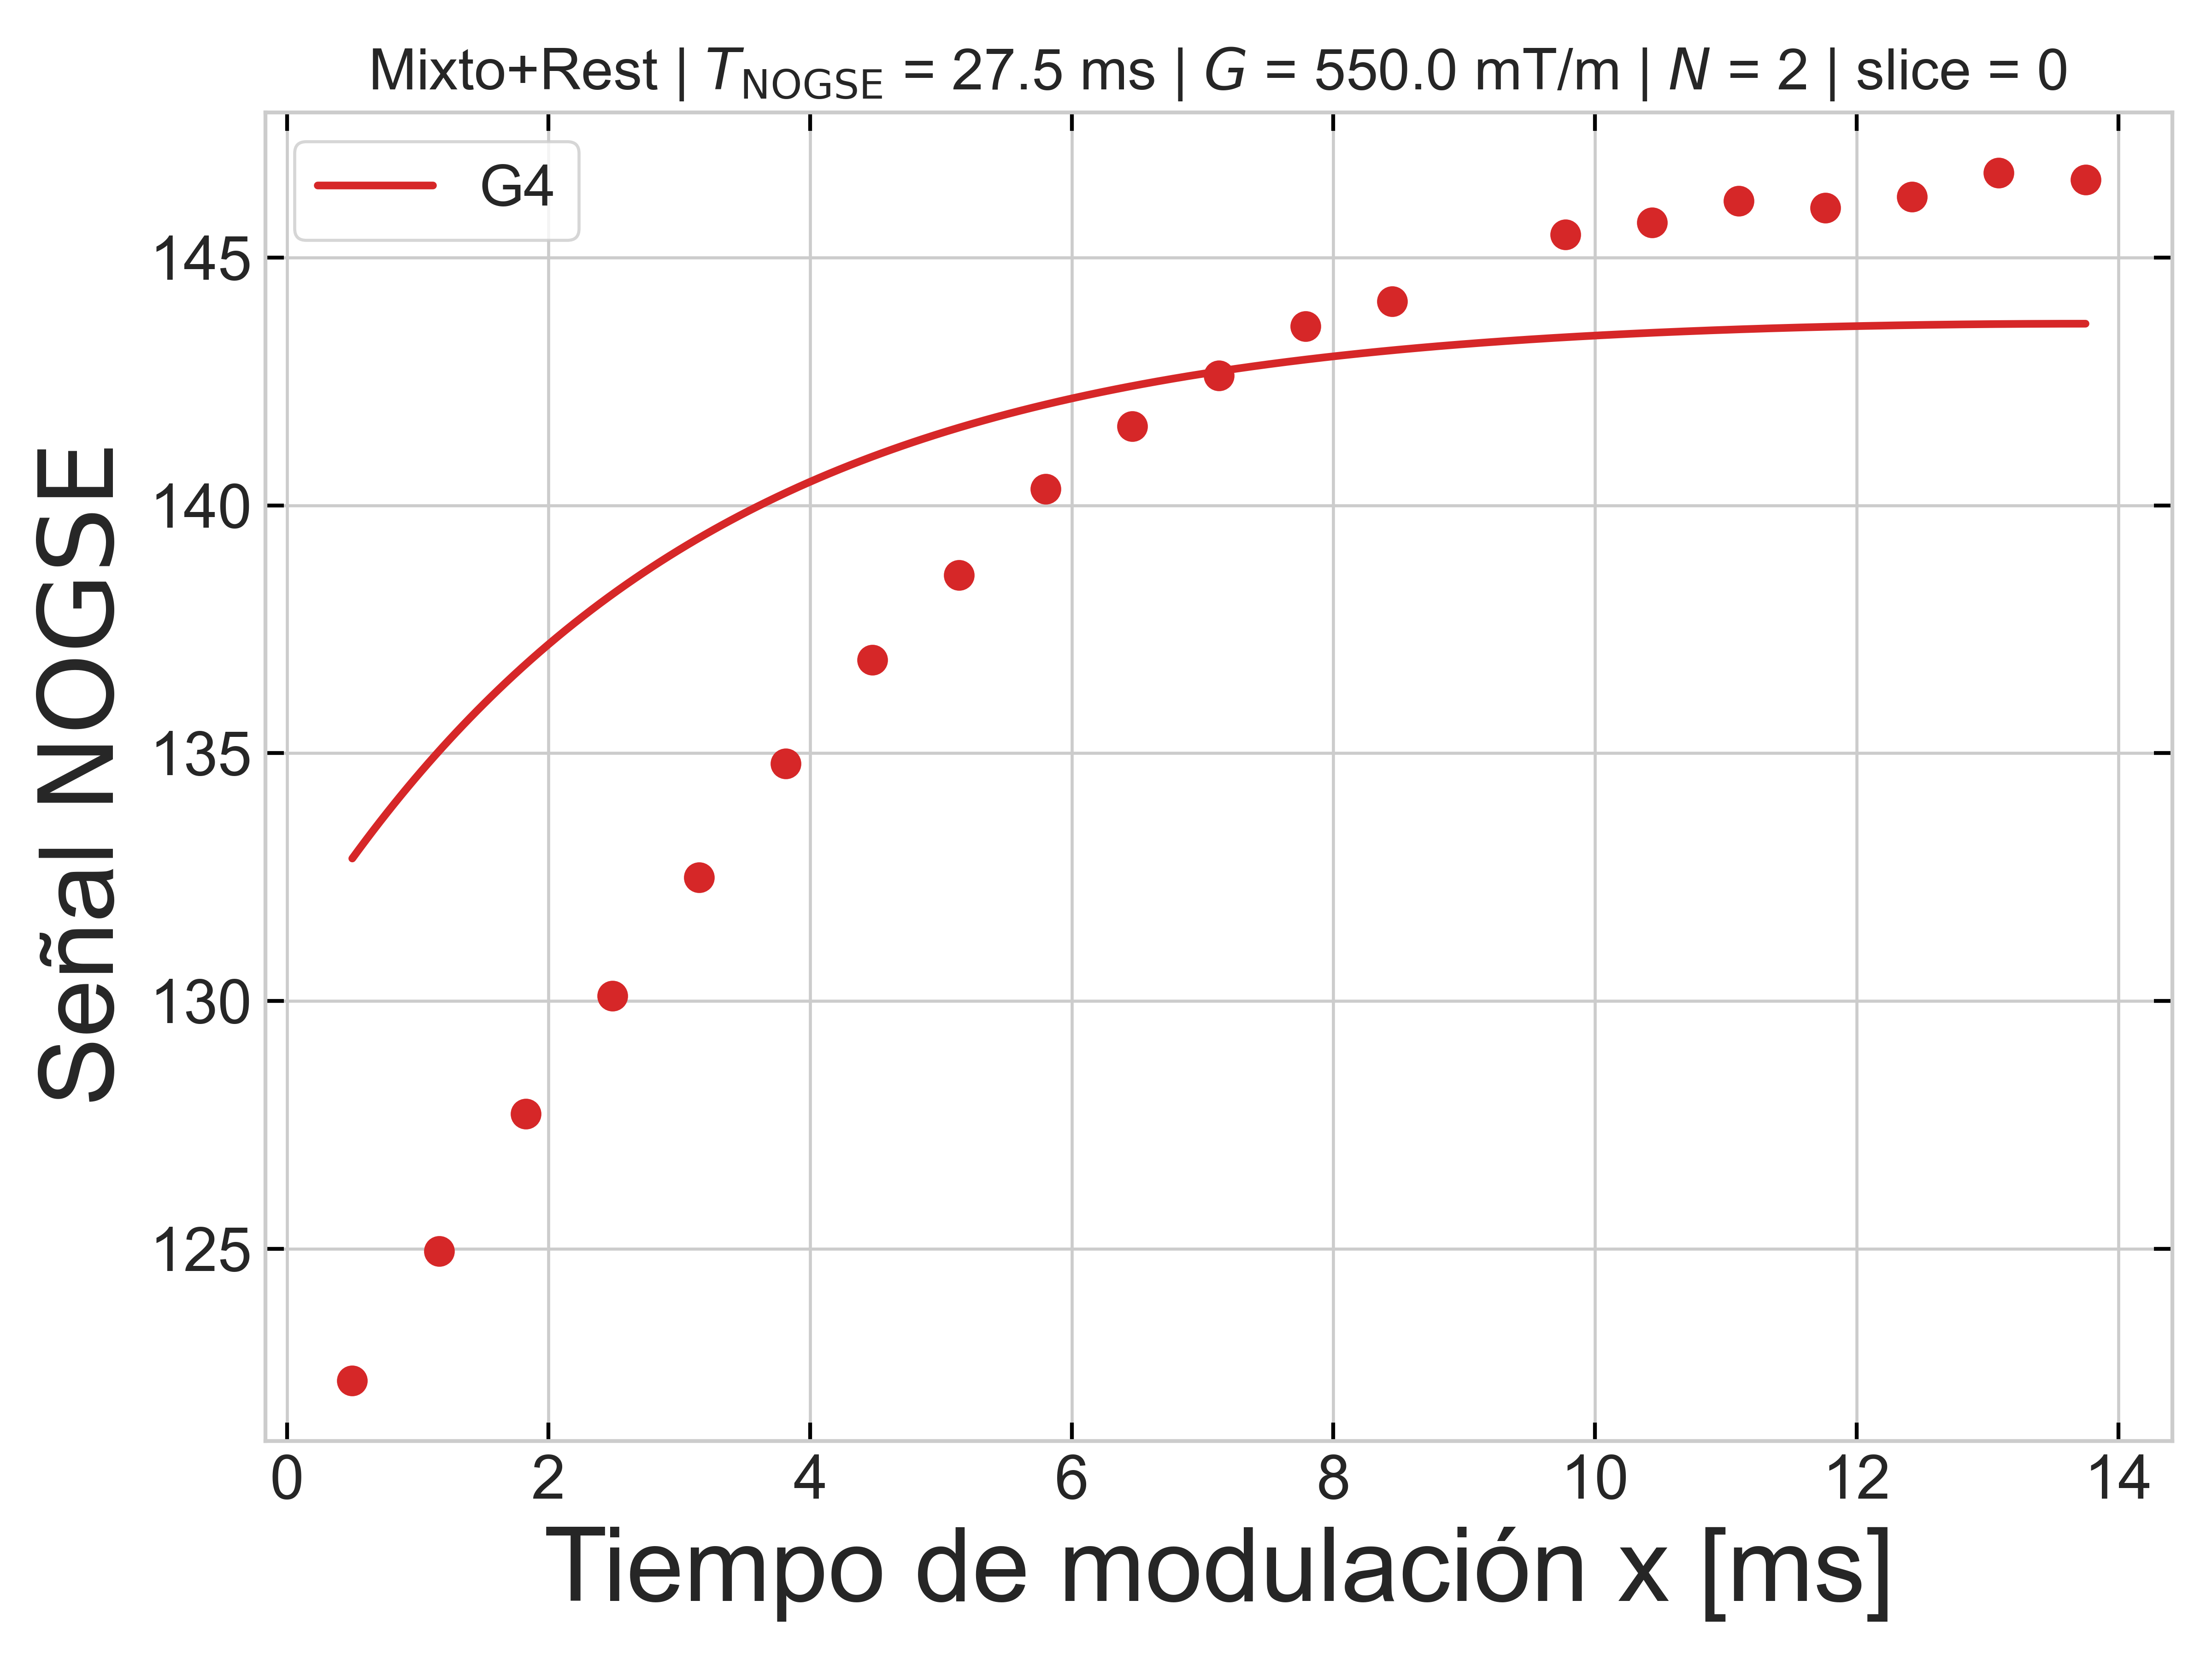 Mixto+Rest | T_NOGSE = 27.5 ms | G = 550.0 mT/m | N = 2 | slice = 0
G4
Señal NOGSE
145
140
135
130
125
0 2 4 6 8 10 12 14
Tiempo de modulación x [ms]